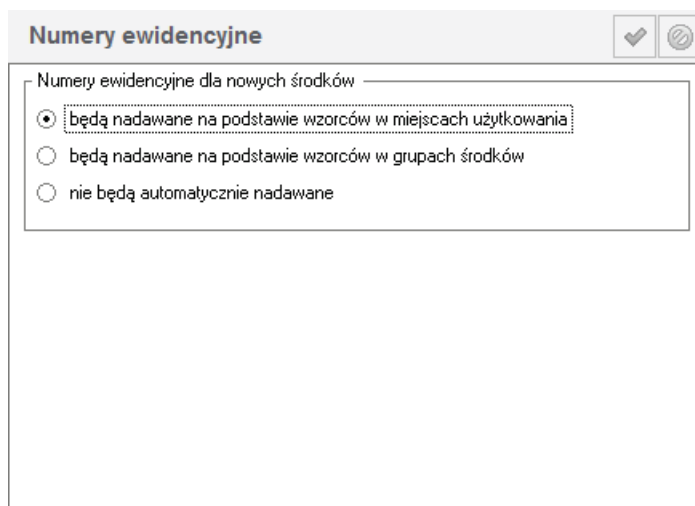 Numery ewidencyjne
Numery ewidencyjne dla nowych środków
będą nadawane na podstawie wzorców w miejscach użytkowania
będą nadawane na podstawie wzorców w grupach środków
nie będą automatycznie nadawane